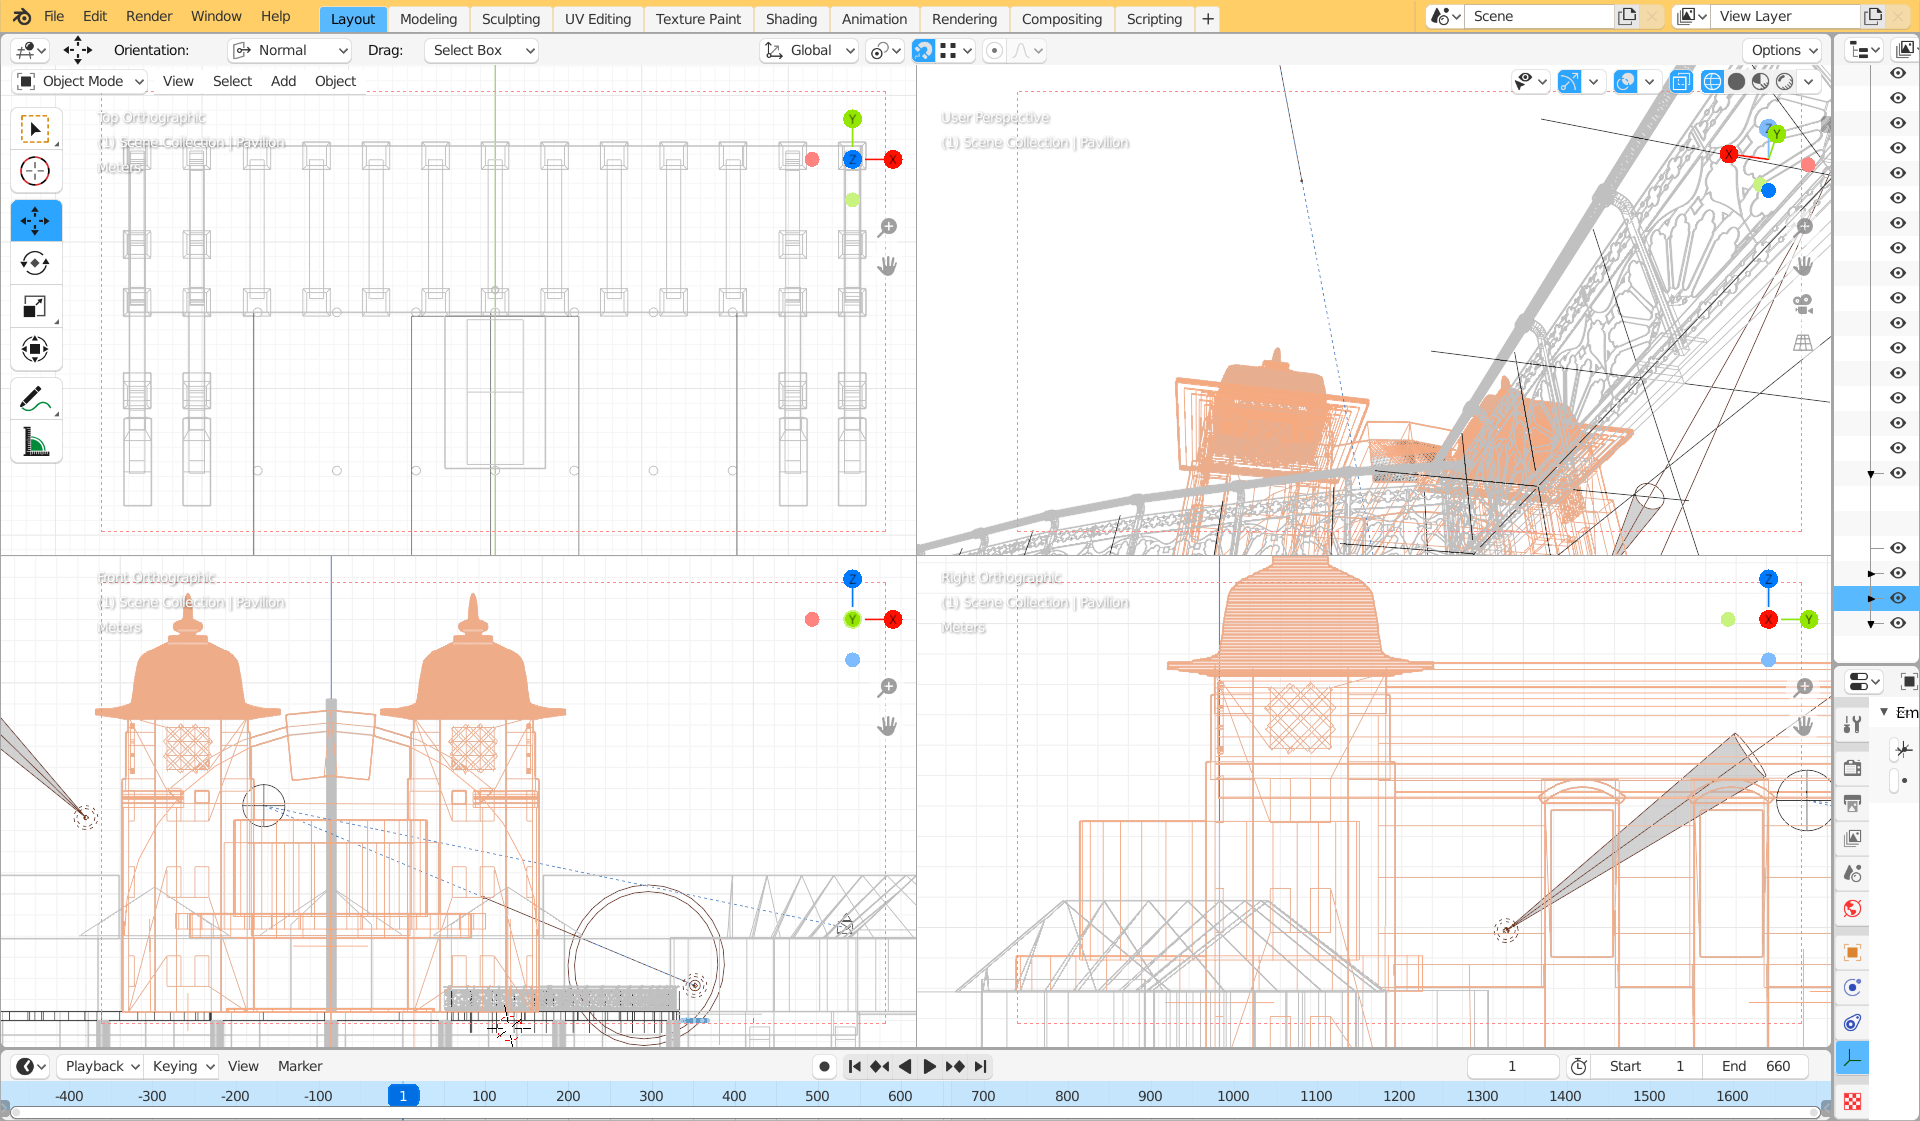 File Edit Render Window Help Layout Modeling Sculpting UV Editing Texture Paint Shading Animation Rendering Compositing Scripting + Scene View Layer
Orientation: Normal Drag: Select Box Global Options
Object Mode View Select Add Object
Top Orthographic
(1) Scene Collection | Pavilion
Meters
Y
Z
X
User Perspective
(1) Scene Collection | Pavilion
Z
Y
X
Front Orthographic
(1) Scene Collection | Pavilion
Meters
Z
Y
X
Right Orthographic
(1) Scene Collection | Pavilion
Meters
Z
X
Y
Em
Playback Keying View Marker 1 Start 1 End 660
-400 -300 -200 -100 1 100 200 300 400 500 600 700 800 900 1000 1100 1200 1300 1400 1500 1600